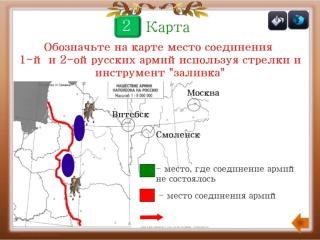 2 Карта
Обозначьте на карте место соединения
1-й и 2-ой русских армий используя стрелки и
инструмент "заливка"
НАШЕСТВИЕ АРМИИ
НАПОЛЕОНА НА РОССИЮ
Москва
Витебск
Смоленск
- место, где соединение армий
не состоялось
- место соединения армий